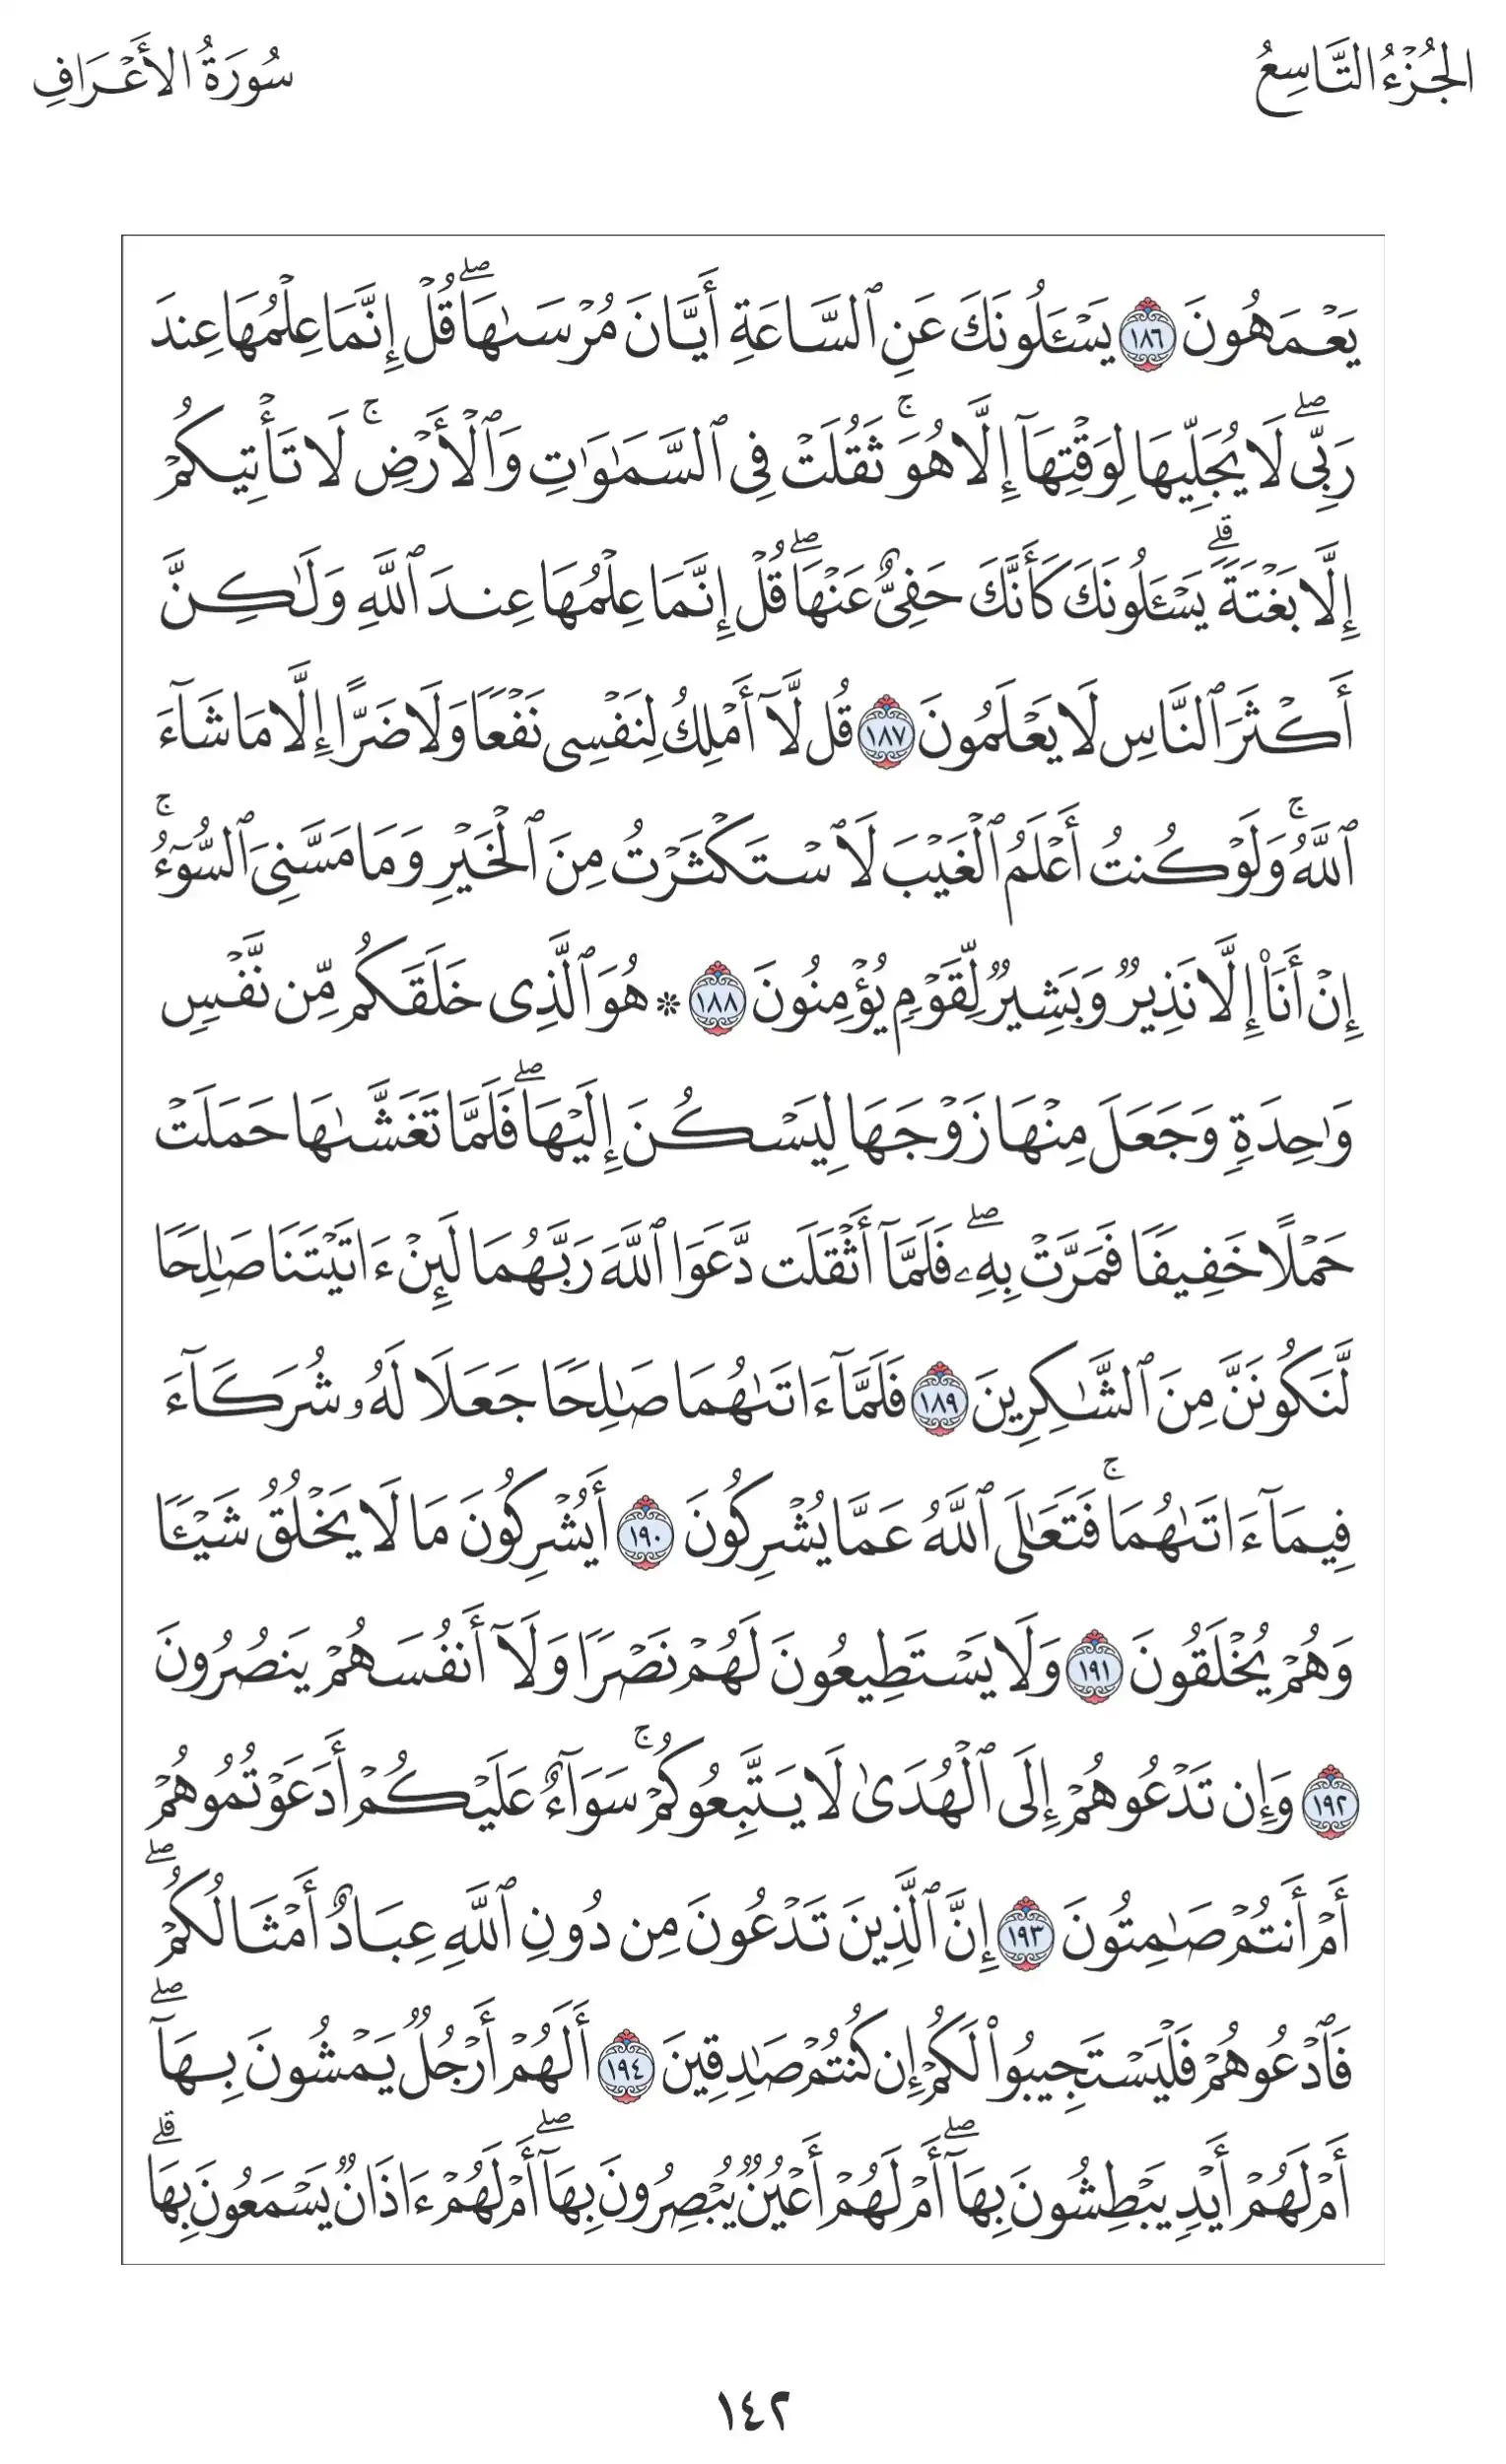 الجُزْءُ التَّاسِعُ
سُورَةُ الأَعْرَافِ
يَعْمَهُونَ ١٨٦ يَسْـَٔلُونَكَ عَنِ ٱلسَّاعَةِ أَيَّانَ مُرْسَىٰهَاۖ قُلْ إِنَّمَا عِلْمُهَا عِندَ
رَبِّيۖ لَا يُجَلِّيهَا لِوَقْتِهَآ إِلَّا هُوَۚ ثَقُلَتْ فِي ٱلسَّمَٰوَٰتِ وَٱلْأَرْضِۚ لَا تَأْتِيكُمْ
إِلَّا بَغْتَةًۗ يَسْـَٔلُونَكَ كَأَنَّكَ حَفِيٌّ عَنْهَاۖ قُلْ إِنَّمَا عِلْمُهَا عِندَ ٱللَّهِ وَلَٰكِنَّ
أَكْثَرَ ٱلنَّاسِ لَا يَعْلَمُونَ ١٨٧ قُل لَّآ أَمْلِكُ لِنَفْسِي نَفْعًا وَلَا ضَرًّا إِلَّا مَا شَآءَ
ٱللَّهُۚ وَلَوْ كُنتُ أَعْلَمُ ٱلْغَيْبَ لَٱسْتَكْثَرْتُ مِنَ ٱلْخَيْرِ وَمَا مَسَّنِيَ ٱلسُّوٓءُۚ
إِنْ أَنَا۠ إِلَّا نَذِيرٌ وَبَشِيرٌ لِّقَوْمٍ يُؤْمِنُونَ ١٨٨ ۞ هُوَ ٱلَّذِي خَلَقَكُم مِّن نَّفْسٍ
وَٰحِدَةٍ وَجَعَلَ مِنْهَا زَوْجَهَا لِيَسْكُنَ إِلَيْهَاۖ فَلَمَّا تَغَشَّىٰهَا حَمَلَتْ
حَمْلًا خَفِيفًا فَمَرَّتْ بِهِۦۖ فَلَمَّآ أَثْقَلَت دَّعَوَا ٱللَّهَ رَبَّهُمَا لَئِنْ ءَاتَيْتَنَا صَٰلِحًا
لَّنَكُونَنَّ مِنَ ٱلشَّٰكِرِينَ ١٨٩ فَلَمَّآ ءَاتَىٰهُمَا صَٰلِحًا جَعَلَا لَهُۥ شُرَكَآءَ
فِيمَآ ءَاتَىٰهُمَاۚ فَتَعَٰلَى ٱللَّهُ عَمَّا يُشْرِكُونَ ١٩٠ أَيُشْرِكُونَ مَا لَا يَخْلُقُ شَيْـًٔا
وَهُمْ يُخْلَقُونَ ١٩١ وَلَا يَسْتَطِيعُونَ لَهُمْ نَصْرًا وَلَآ أَنفُسَهُمْ يَنصُرُونَ
١٩٢ وَإِن تَدْعُوهُمْ إِلَى ٱلْهُدَىٰ لَا يَتَّبِعُوكُمْۚ سَوَآءٌ عَلَيْكُمْ أَدَعَوْتُمُوهُمْ
أَمْ أَنتُمْ صَٰمِتُونَ ١٩٣ إِنَّ ٱلَّذِينَ تَدْعُونَ مِن دُونِ ٱللَّهِ عِبَادٌ أَمْثَالُكُمْۖ
فَٱدْعُوهُمْ فَلْيَسْتَجِيبُوا۟ لَكُمْ إِن كُنتُمْ صَٰدِقِينَ ١٩٤ أَلَهُمْ أَرْجُلٌ يَمْشُونَ بِهَآۖ
أَمْ لَهُمْ أَيْدٍ يَبْطِشُونَ بِهَآۖ أَمْ لَهُمْ أَعْيُنٌ يُبْصِرُونَ بِهَآۖ أَمْ لَهُمْ ءَاذَانٌ يَسْمَعُونَ بِهَاۗ
١٤٢